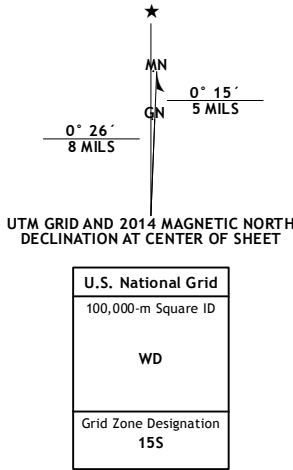 MN
0° 15´
5 MILS
GN
0° 26´
8 MILS
UTM GRID AND 2014 MAGNETIC NORTH
DECLINATION AT CENTER OF SHEET
U.S. National Grid
100,000-m Square ID
WD
Grid Zone Designation
15S